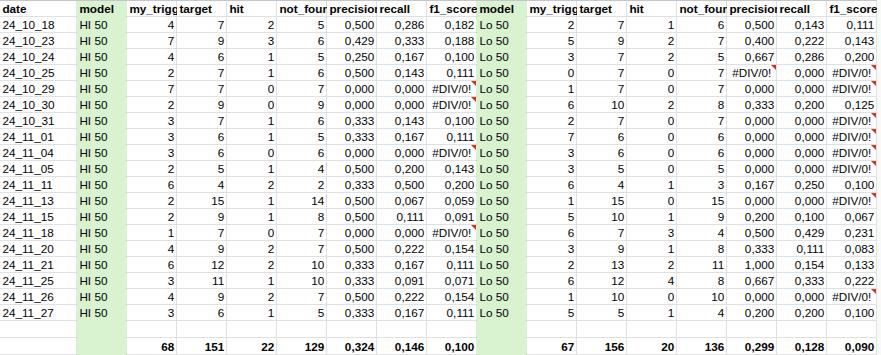 date model my_trigg target hit not_four precision recall f1_score model my_trigg target hit not_four precision recall f1_score
24_10_18 HI 50 4 7 2 5 0,500 0,286 0,182 Lo 50 2 7 1 6 0,500 0,143 0,111
24_10_23 HI 50 7 9 3 6 0,429 0,333 0,188 Lo 50 5 9 2 7 0,400 0,222 0,143
24_10_24 HI 50 4 6 1 5 0,250 0,167 0,100 Lo 50 3 7 2 5 0,667 0,286 0,200
24_10_25 HI 50 2 7 1 6 0,500 0,143 0,111 Lo 50 0 7 0 7 #DIV/0! 0,000 #DIV/0!
24_10_29 HI 50 7 7 0 7 0,000 0,000 #DIV/0! Lo 50 1 7 0 7 0,000 0,000 #DIV/0!
24_10_30 HI 50 2 9 0 9 0,000 0,000 #DIV/0! Lo 50 6 10 2 8 0,333 0,200 0,125
24_10_31 HI 50 3 7 1 6 0,333 0,143 0,100 Lo 50 2 7 0 7 0,000 0,000 #DIV/0!
24_11_01 HI 50 3 6 1 5 0,333 0,167 0,111 Lo 50 7 6 0 6 0,000 0,000 #DIV/0!
24_11_04 HI 50 3 6 0 6 0,000 0,000 #DIV/0! Lo 50 3 6 0 6 0,000 0,000 #DIV/0!
24_11_05 HI 50 2 5 1 4 0,500 0,200 0,143 Lo 50 3 5 0 5 0,000 0,000 #DIV/0!
24_11_11 HI 50 6 4 2 2 0,333 0,500 0,200 Lo 50 6 4 1 3 0,167 0,250 0,100
24_11_13 HI 50 2 15 1 14 0,500 0,067 0,059 Lo 50 1 15 0 15 0,000 0,000 #DIV/0!
24_11_15 HI 50 2 9 1 8 0,500 0,111 0,091 Lo 50 5 10 1 9 0,200 0,100 0,067
24_11_18 HI 50 1 7 0 7 0,000 0,000 #DIV/0! Lo 50 6 7 3 4 0,500 0,429 0,231
24_11_20 HI 50 4 9 2 7 0,500 0,222 0,154 Lo 50 3 9 1 8 0,333 0,111 0,083
24_11_21 HI 50 6 12 2 10 0,333 0,167 0,111 Lo 50 2 13 2 11 1,000 0,154 0,133
24_11_25 HI 50 3 11 1 10 0,333 0,091 0,071 Lo 50 6 12 4 8 0,667 0,333 0,222
24_11_26 HI 50 4 9 2 7 0,500 0,222 0,154 Lo 50 1 10 0 10 0,000 0,000 #DIV/0!
24_11_27 HI 50 3 6 1 5 0,333 0,167 0,111 Lo 50 5 5 1 4 0,200 0,200 0,100
68 151 22 129 0,324 0,146 0,100 67 156 20 136 0,299 0,128 0,090